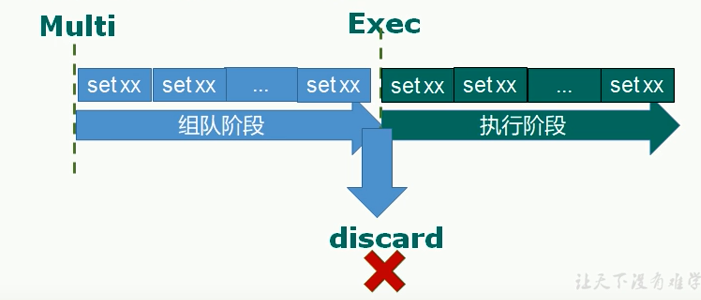 Multi
Exec
set xx set xx ... set xx set xx set xx ... set xx
组队阶段
执行阶段
discard
让天下没有难学